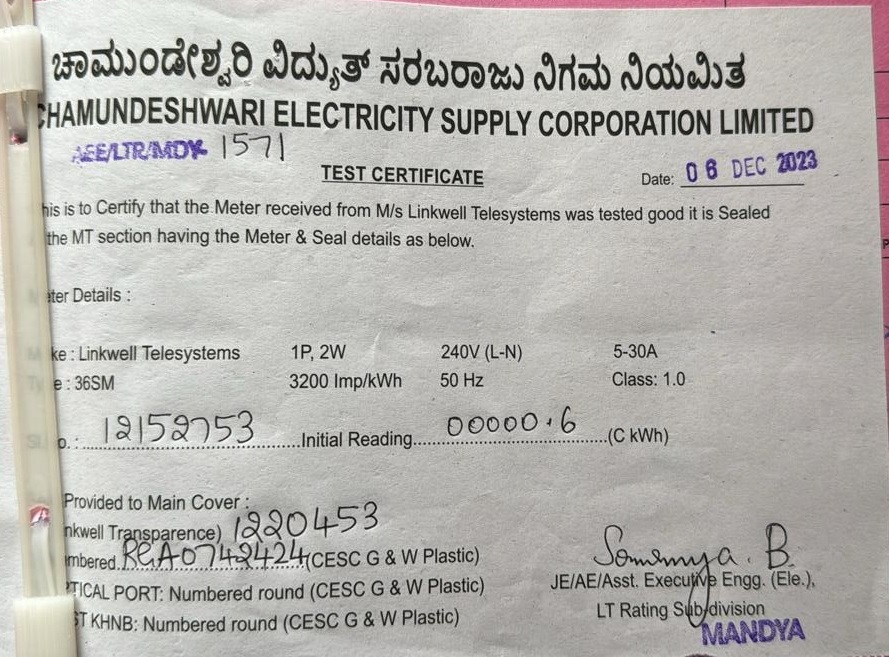 ಚಾಮುಂಡೇಶ್ವರಿ ವಿದ್ಯುತ್ ಸರಬರಾಜು ನಿಗಮ ನಿಯಮಿತ
CHAMUNDESHWARI ELECTRICITY SUPPLY CORPORATION LIMITED
AEE/LTR/MDY 1571
TEST CERTIFICATE
Date: 06 DEC 2023
his is to Certify that the Meter received from M/s Linkwell Telesystems was tested good it is Sealed
the MT section having the Meter & Seal details as below.
eter Details :
ke : Linkwell Telesystems 1P, 2W 240V (L-N) 5-30A
e : 36SM 3200 Imp/kWh 50 Hz Class: 1.0
o. : 12152753 Initial Reading 00000.6 (C kWh)
Provided to Main Cover :
nkwell Transparence) 1220453
mbered. RGA0742424 (CESC G & W Plastic)
TICAL PORT: Numbered round (CESC G & W Plastic)
ST KHNB: Numbered round (CESC G & W Plastic)
Somemya. B
JE/AE/Asst. Executive Engg. (Ele.),
LT Rating Sub-division
MANDYA